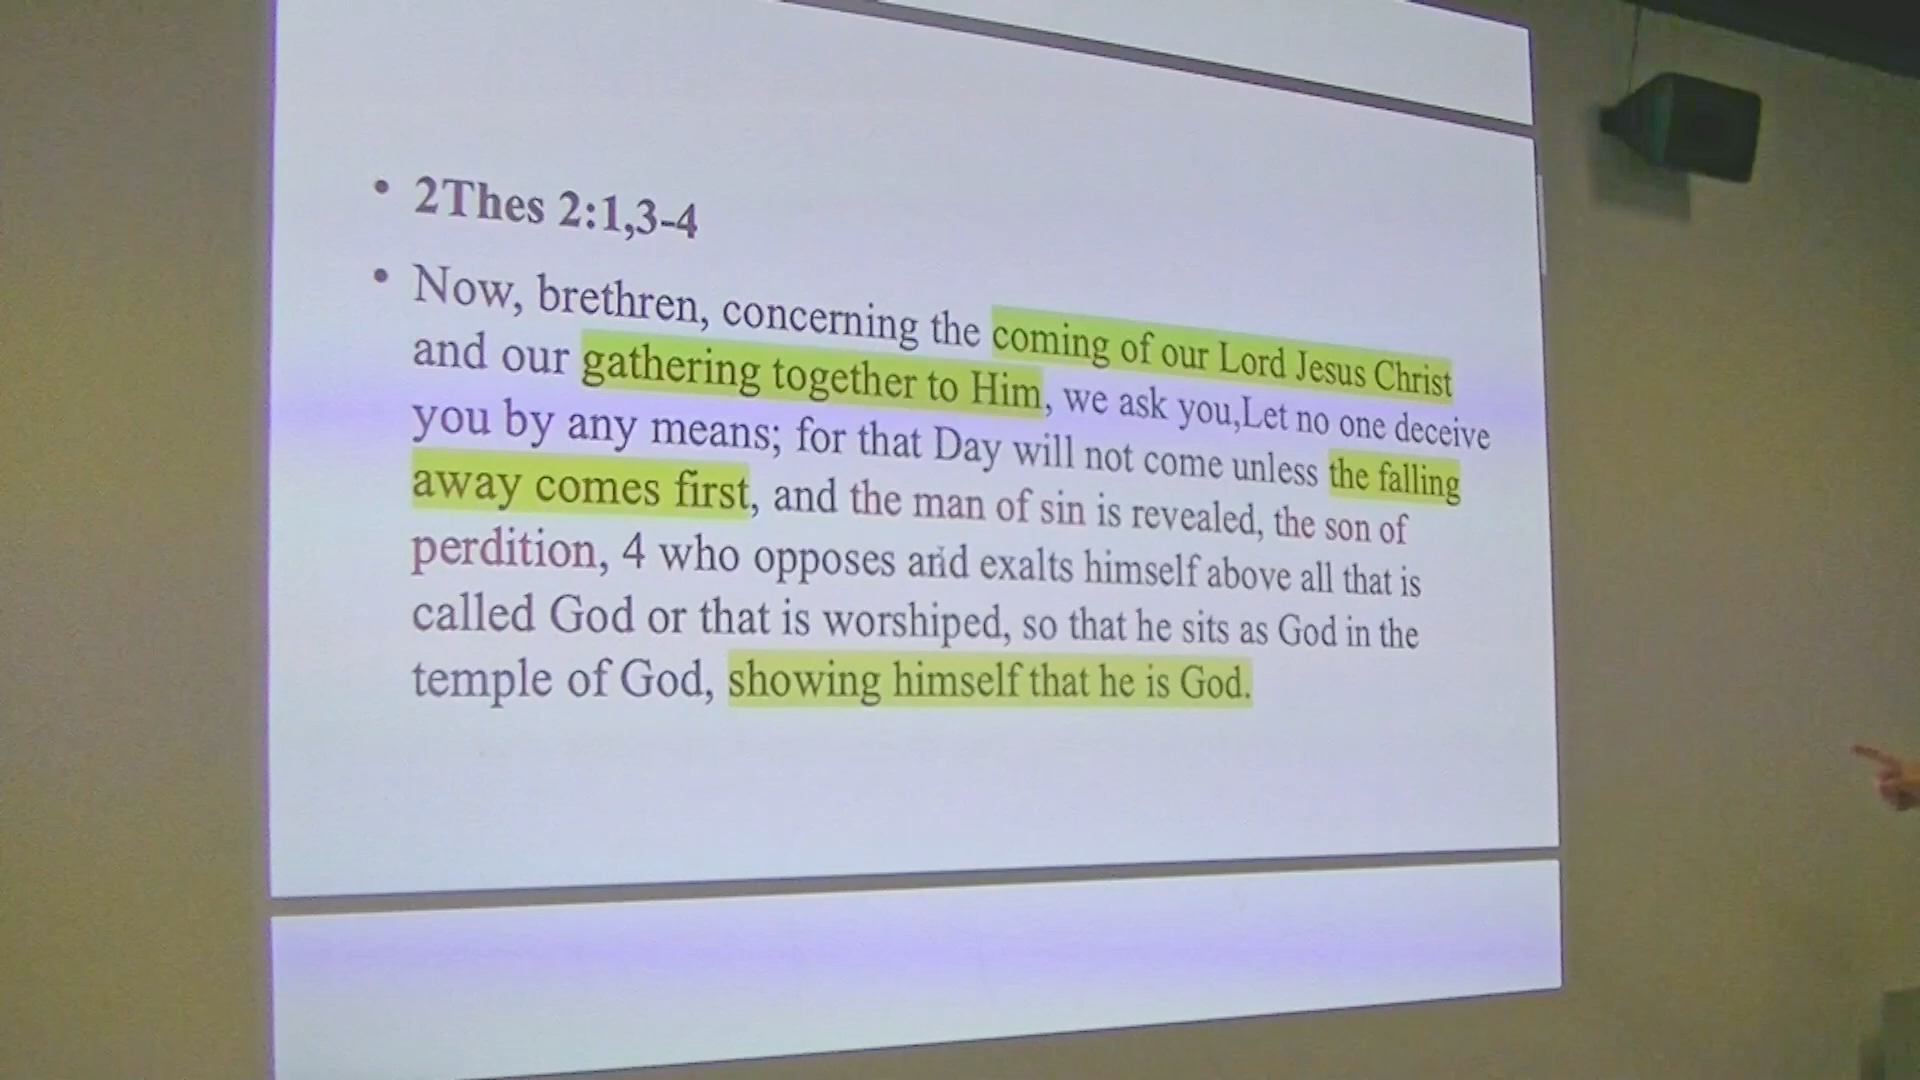 • 2Thes 2:1,3-4
• Now, brethren, concerning the coming of our Lord Jesus Christ
and our gathering together to Him, we ask you,Let no one deceive
you by any means; for that Day will not come unless the falling
away comes first, and the man of sin is revealed, the son of
perdition, 4 who opposes and exalts himself above all that is
called God or that is worshiped, so that he sits as God in the
temple of God, showing himself that he is God.